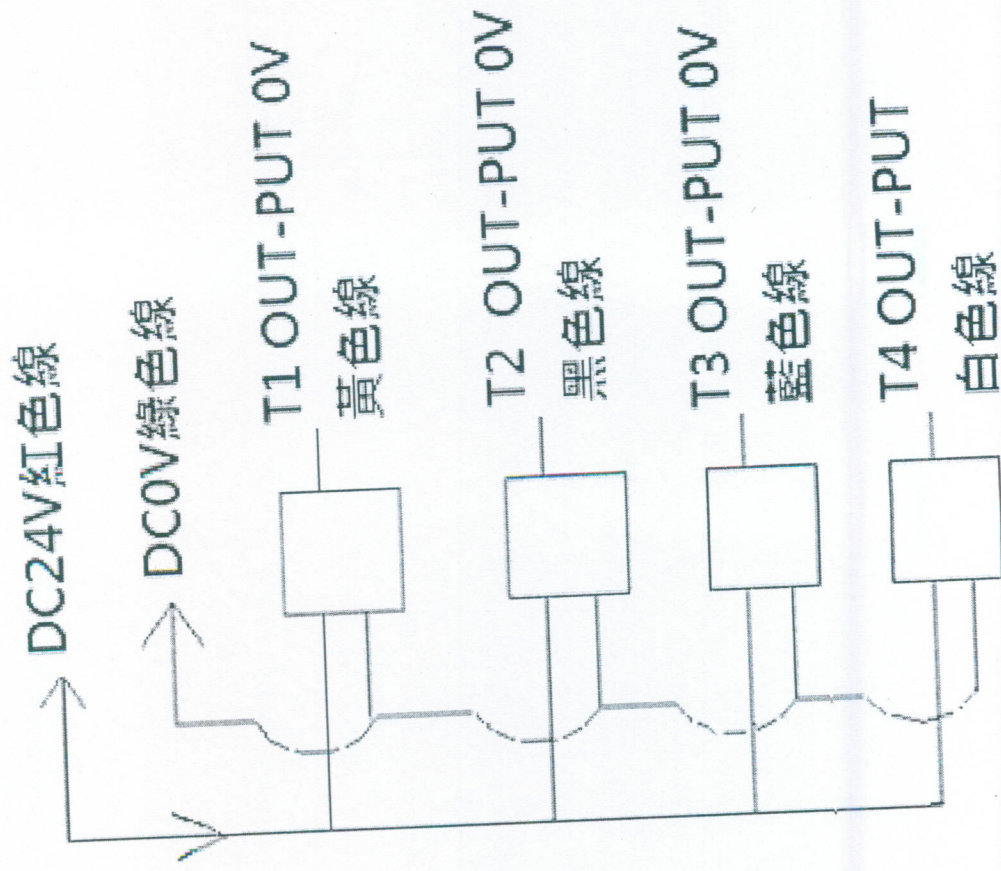 DC24V紅色線
DC0V綠色線
T1 OUT-PUT 0V
黃色線
T2 OUT-PUT 0V
黑色線
T3 OUT-PUT 0V
藍色線
T4 OUT-PUT
白色線